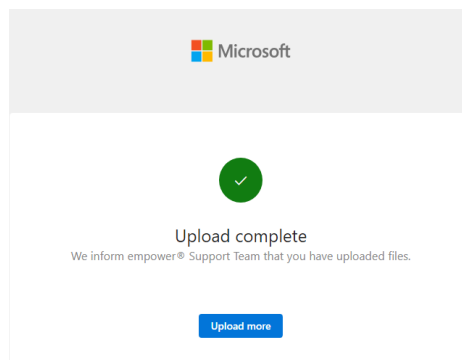 Microsoft
Upload complete
We inform empower® Support Team that you have uploaded files.
Upload more